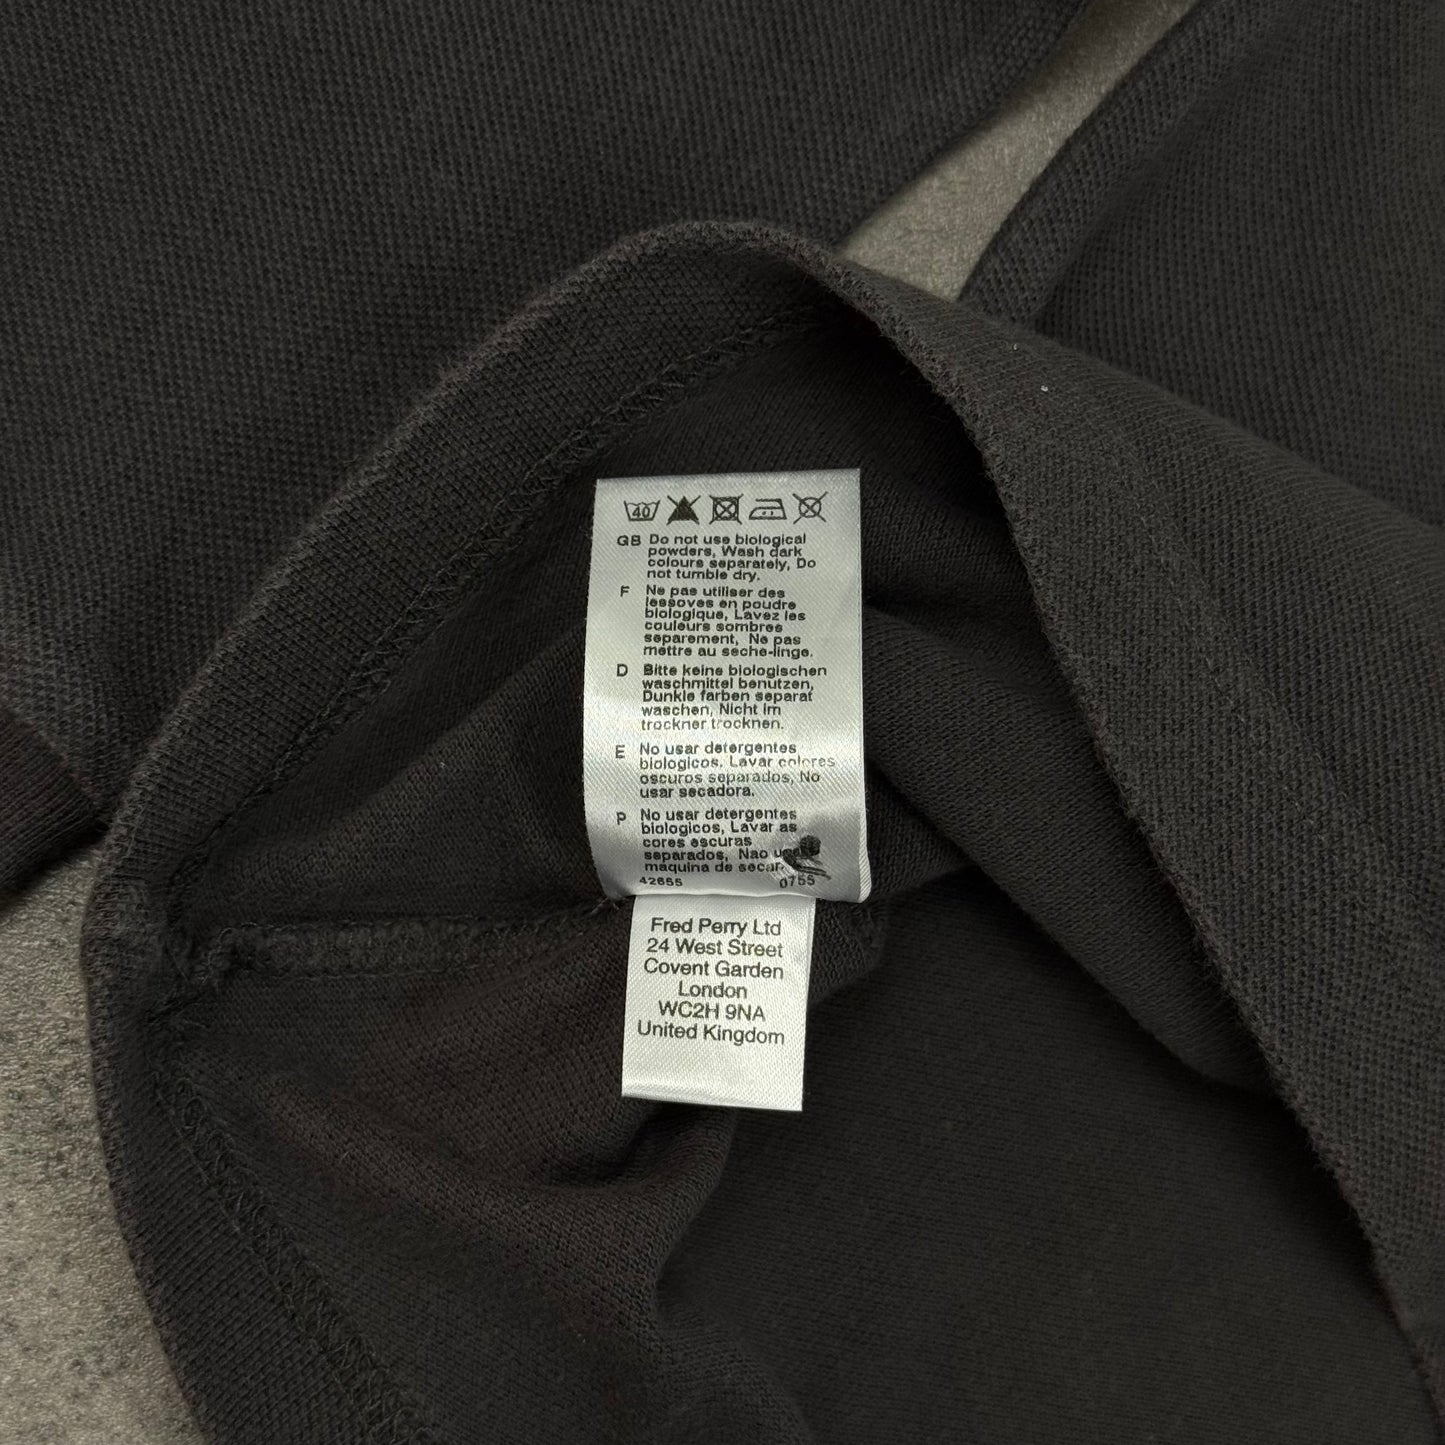 40
GB Do not use biological
powders, Wash dark
colours separately, Do
not tumble dry.
F Ne pas utiliser des
lessoves en poudre
biologique, Lavez les
couleurs sombres
separement, Ne pas
mettre au seche-linge.
D Bitte keine biologischen
waschmittel benutzen,
Dunkle farben separat
waschen, Nicht im
trockner trocknen.
E No usar detergentes
biologicos. Lavar colores
oscuros separados, No
usar secadora.
P No usar detergentes
biologicos, Lavar as
cores escuras
separados, Nao
maquina de
42655 0755
Fred Perry Ltd
24 West Street
Covent Garden
London
WC2H 9NA
United Kingdom